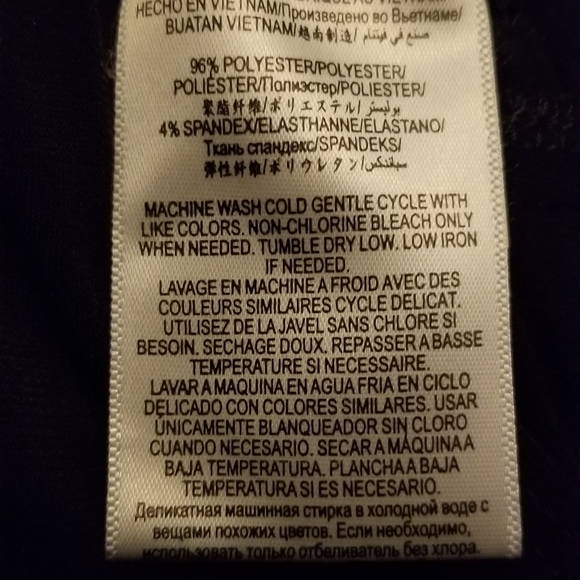 HECHO EN VIETNAM/Произведено во Вьетнаме/
BUATAN VIETNAM/越南制造/ صنع في فيتنام
96% POLYESTER/POLYESTER/
POLIÉSTER/Полиэстер/POLIESTER/
聚酯纤维/ポリエステル/ بوليستر
4% SPANDEX/ELASTHANNE/ELASTANO/
Ткань спандекс/SPANDEKS/
弹性纤维/ポリウレタン/سبانديكس
MACHINE WASH COLD GENTLE CYCLE WITH
LIKE COLORS. NON-CHLORINE BLEACH ONLY
WHEN NEEDED. TUMBLE DRY LOW. LOW IRON
IF NEEDED.
LAVAGE EN MACHINE A FROID AVEC DES
COULEURS SIMILAIRES CYCLE DELICAT.
UTILISEZ DE LA JAVEL SANS CHLORE SI
BESOIN. SECHAGE DOUX. REPASSER A BASSE
TEMPERATURE SI NECESSAIRE.
LAVAR A MAQUINA EN AGUA FRIA EN CICLO
DELICADO CON COLORES SIMILARES. USAR
ÚNICAMENTE BLANQUEADOR SIN CLORO
CUANDO NECESARIO. SECAR A MÁQUINA A
BAJA TEMPERATURA. PLANCHA A BAJA
TEMPERATURA SI ES NECESARIO.
Деликатная машинная стирка в холодной воде с
вещами похожих цветов. Если необходимо,
использовать только отбеливатель без хлора.